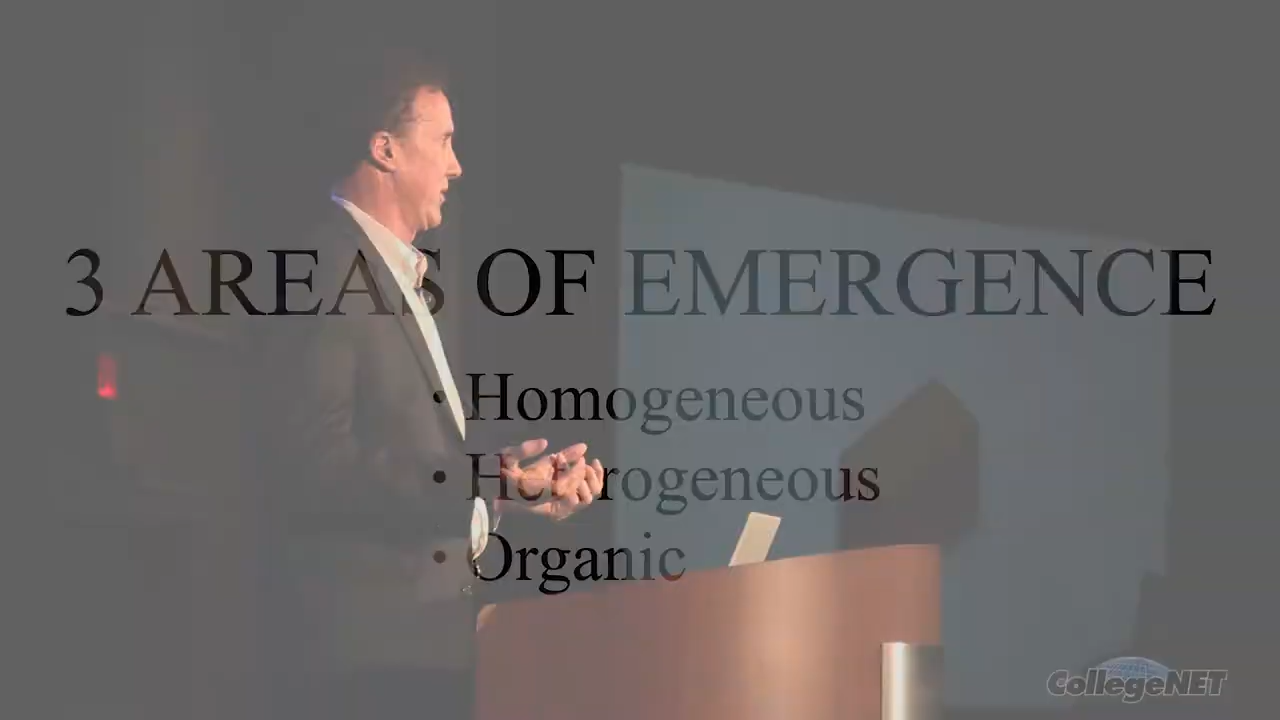 3 AREAS OF EMERGENCE
• Homogeneous
• Heterogeneous
• Organic
CollegeNET